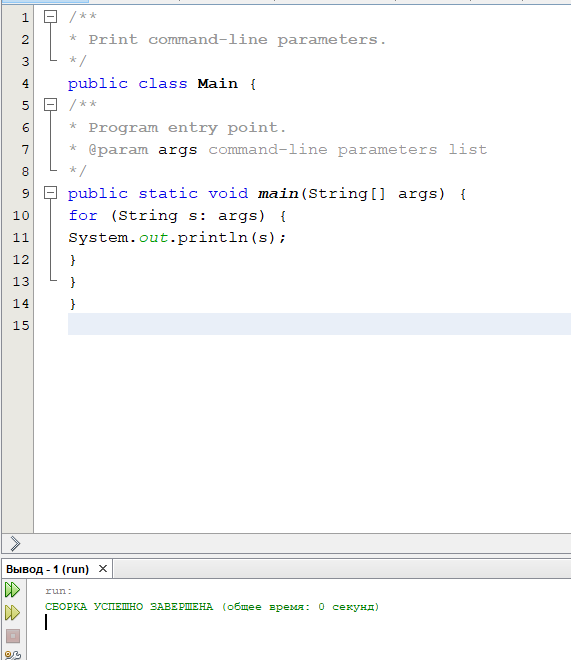 1 /**
2 * Print command-line parameters.
3 */
4 public class Main {
5 /**
6 * Program entry point.
7 * @param args command-line parameters list
8 */
9 public static void main(String[] args) {
10 for (String s: args) {
11 System.out.println(s);
12 }
13 }
14 }
15
Вывод - 1 (run)
run:
СБОРКА УСПЕШНО ЗАВЕРШЕНА (общее время: 0 секунд)